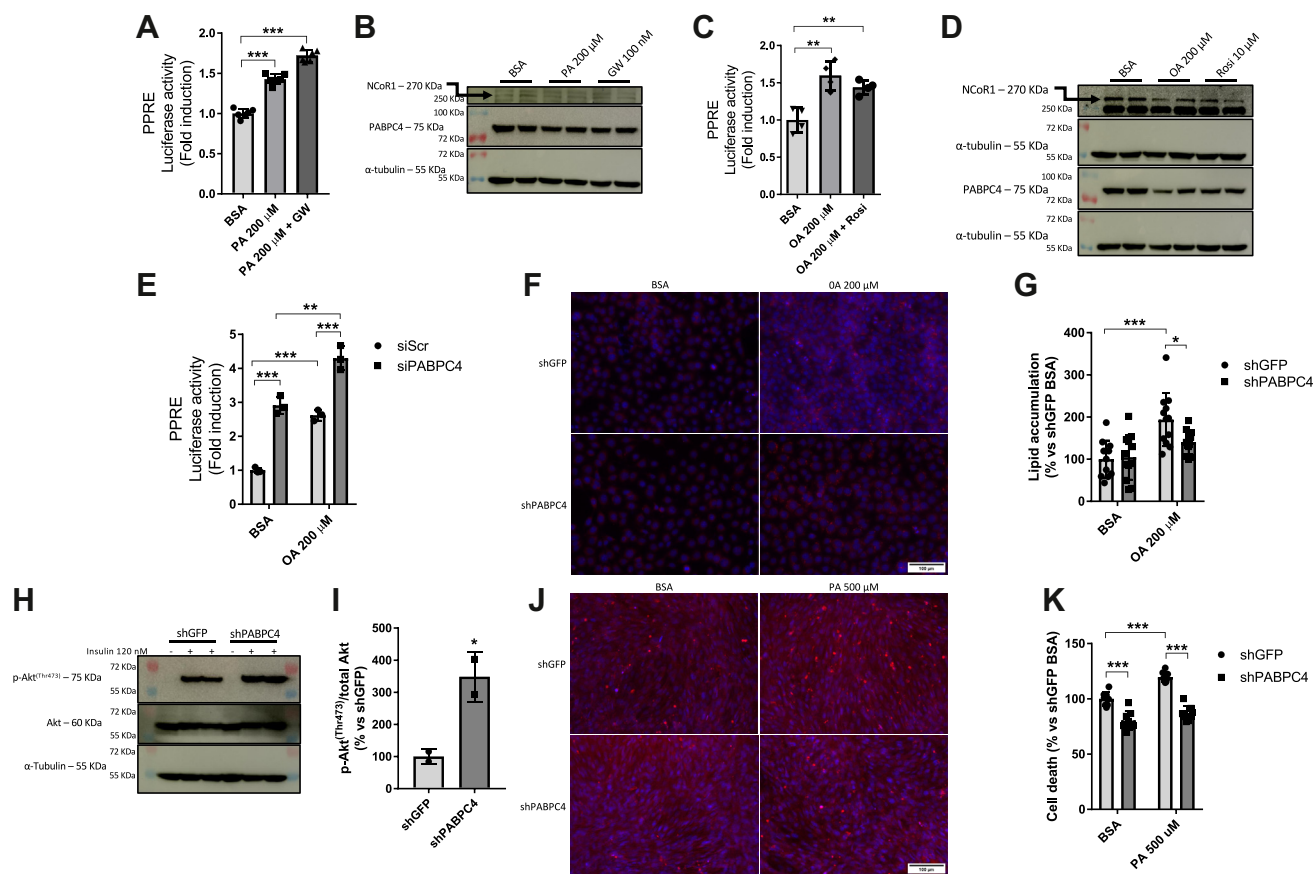 A
PPRE
Luciferase activity
(Fold induction)
2.0
1.5
1.0
0.5
0.0
***
***
BSA
PA 200 µM
PA 200 µM + GW
B
BSA
PA 200 µM
GW 100 nM
NCoR1 – 270 KDa
250 KDa
100 KDa
PABPC4 – 75 KDa
72 KDa
72 KDa
α-tubulin – 55 KDa
55 KDa
C
PPRE
Luciferase activity
(Fold induction)
2.0
1.5
1.0
0.5
0.0
**
**
BSA
OA 200 µM
OA 200 µM + Rosi
D
BSA
OA 200 µM
Rosi 10 µM
NCoR1 – 270 KDa
250 KDa
72 KDa
α-tubulin – 55 KDa
55 KDa
100 KDa
PABPC4 – 75 KDa
72 KDa
72 KDa
α-tubulin – 55 KDa
55 KDa
E
PPRE
Luciferase activity
(Fold induction)
5
4
3
2
1
0
**
***
***
***
siScr
siPABPC4
BSA
OA 200 µM
F
BSA
0A 200 µM
shGFP
shPABPC4
100 µm
G
Lipid accumulation
(% vs shGFP BSA)
400
300
200
100
0
***
*
shGFP
shPABPC4
BSA
OA 200 µM
H
shGFP
shPABPC4
Insulin 120 nM
- + + - + +
72 KDa
p-Akt(Thr473) – 75 KDa
55 KDa
72 KDa
Akt – 60 KDa
55 KDa
72 KDa
α-Tubulin – 55 KDa
55 KDa
I
p-Akt(Thr473)/total Akt
(% vs shGFP)
500
400
300
200
100
0
*
shGFP
shPABPC4
J
BSA
PA 500 µM
shGFP
shPABPC4
100 µm
K
Cell death (% vs shGFP BSA)
150
100
50
0
***
***
***
shGFP
shPABPC4
BSA
PA 500 uM